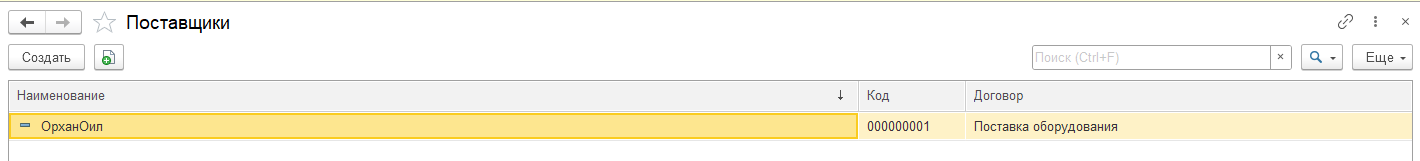 Поставщики
Создать
Поиск (Ctrl+F)
×
Еще
Наименование ↓ Код Договор
ОрханОил 000000001 Поставка оборудования